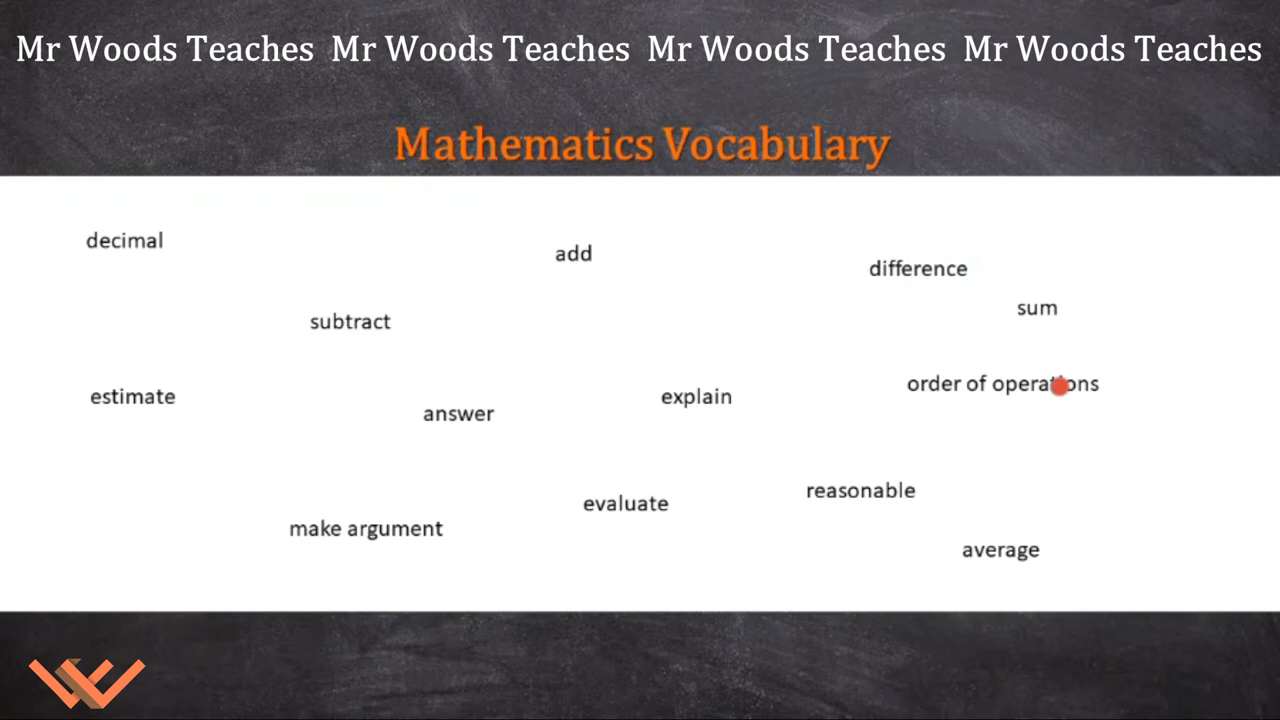 Mr Woods Teaches Mr Woods Teaches Mr Woods Teaches Mr Woods Teaches
Mathematics Vocabulary
decimal
add
difference
sum
subtract
order of operations
estimate
explain
answer
reasonable
evaluate
make argument
average